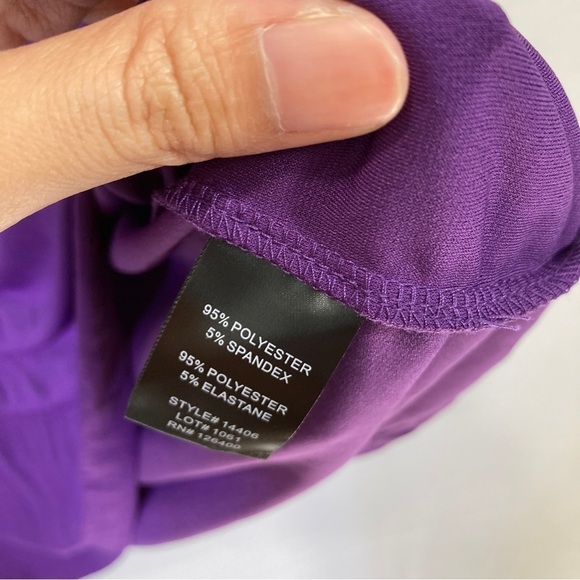 95% POLYESTER
5% SPANDEX
95% POLYESTER
5% ELASTANE
STYLE# 14406
LOT# 1061
RN# 126400